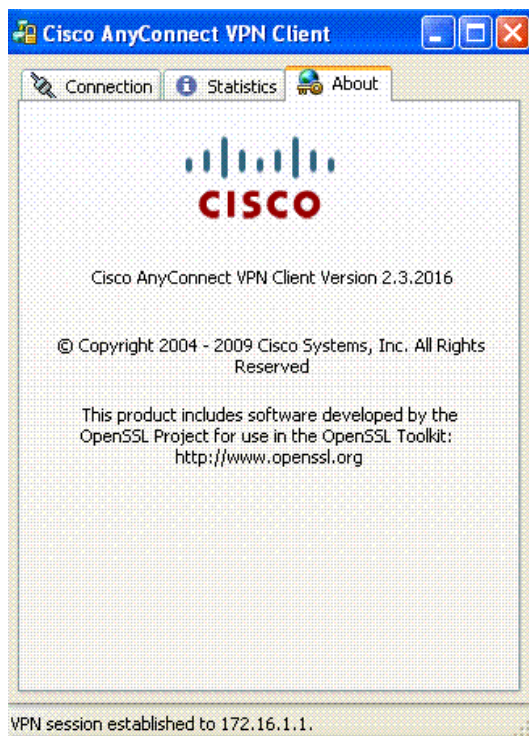 Cisco AnyConnect VPN Client
Connection
Statistics
About
CISCO
Cisco AnyConnect VPN Client Version 2.3.2016
© Copyright 2004 - 2009 Cisco Systems, Inc. All Rights
Reserved
This product includes software developed by the
OpenSSL Project for use in the OpenSSL Toolkit:
http://www.openssl.org
VPN session established to 172.16.1.1.